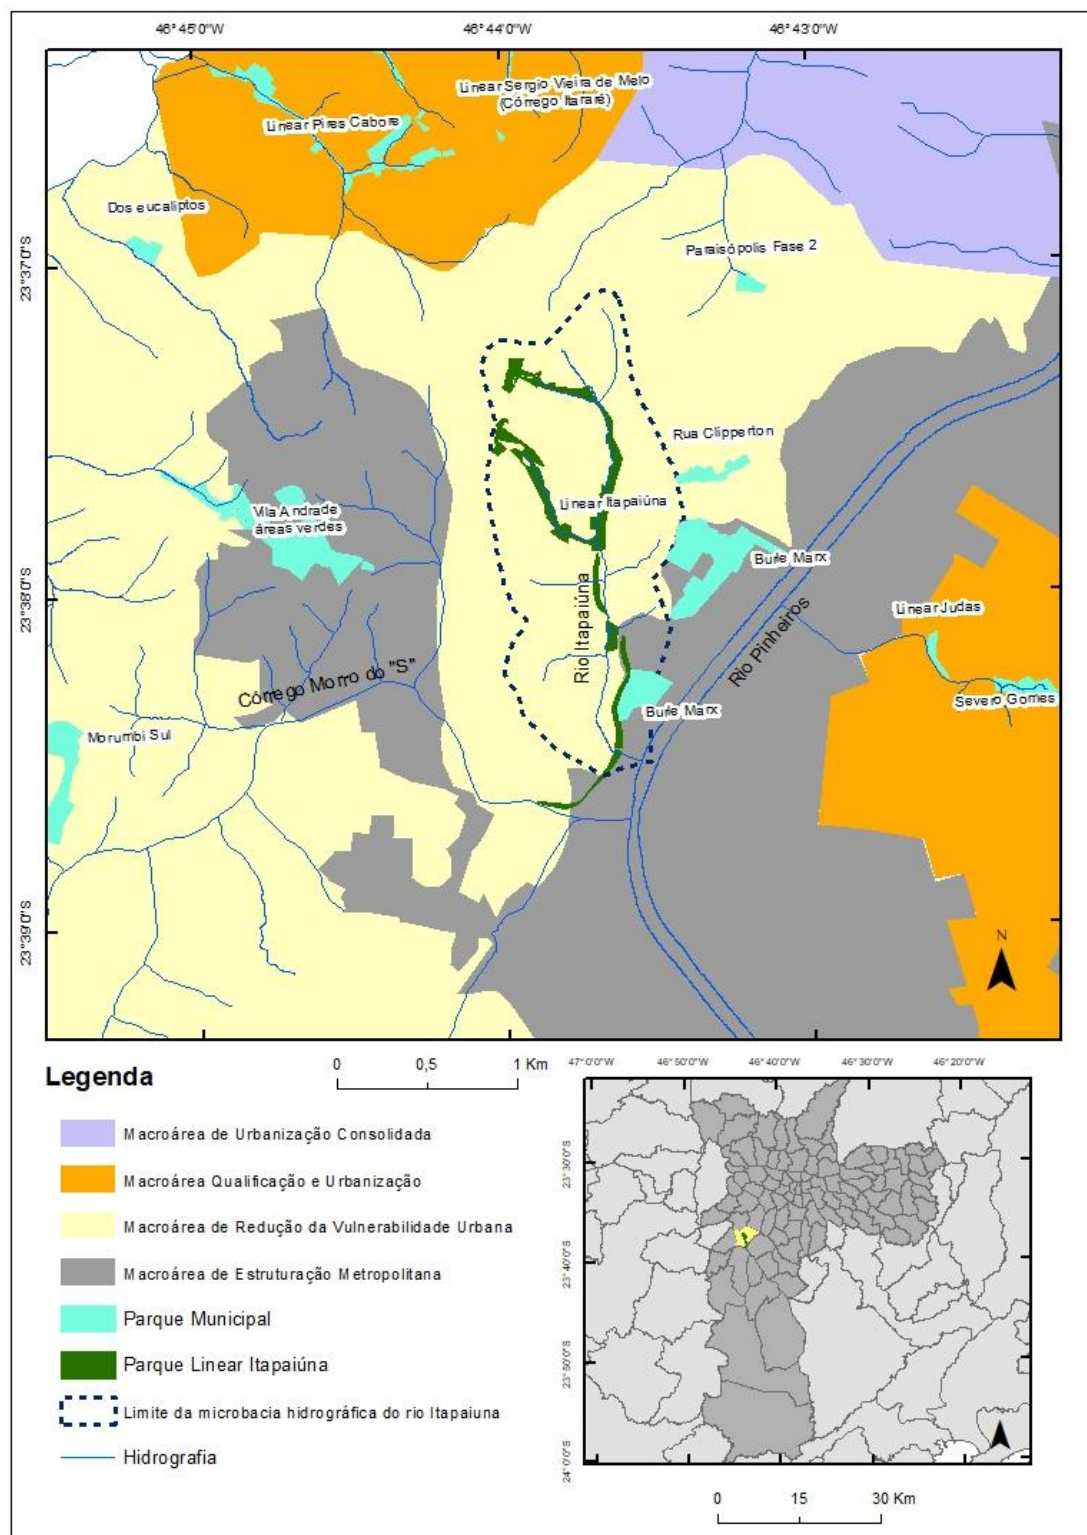 46°45'0"W
46°44'0"W
46°43'0"W
Linear Sergio Vieira de Melo
(Córrego Itararé)
Linear Pires Cabore
Dos eucaliptos
Paraisópolis Fase 2
23°37'0"S
Rua Clipperton
Linear Itapaiúna
Vila Andrade
áreas verdes
Burle Marx
23°38'0"S
Rio Itapaiúna
Rio Pinheiros
Linear Judas
Severo Gomes
Córrego Morro do "S"
Burle Marx
Morumbi Sul
23°39'0"S
N
Legenda
0 0,5 1 Km
Macroárea de Urbanização Consolidada
Macroárea Qualificação e Urbanização
Macroárea de Redução da Vulnerabilidade Urbana
Macroárea de Estruturação Metropolitana
Parque Municipal
Parque Linear Itapaiúna
Limite da microbacia hidrográfica do rio Itapaiuna
Hidrografia
47°0'0"W
46°50'0"W
46°40'0"W
46°30'0"W
46°20'0"W
23°30'0"S
23°40'0"S
23°50'0"S
24°0'0"S
0 15 30 Km